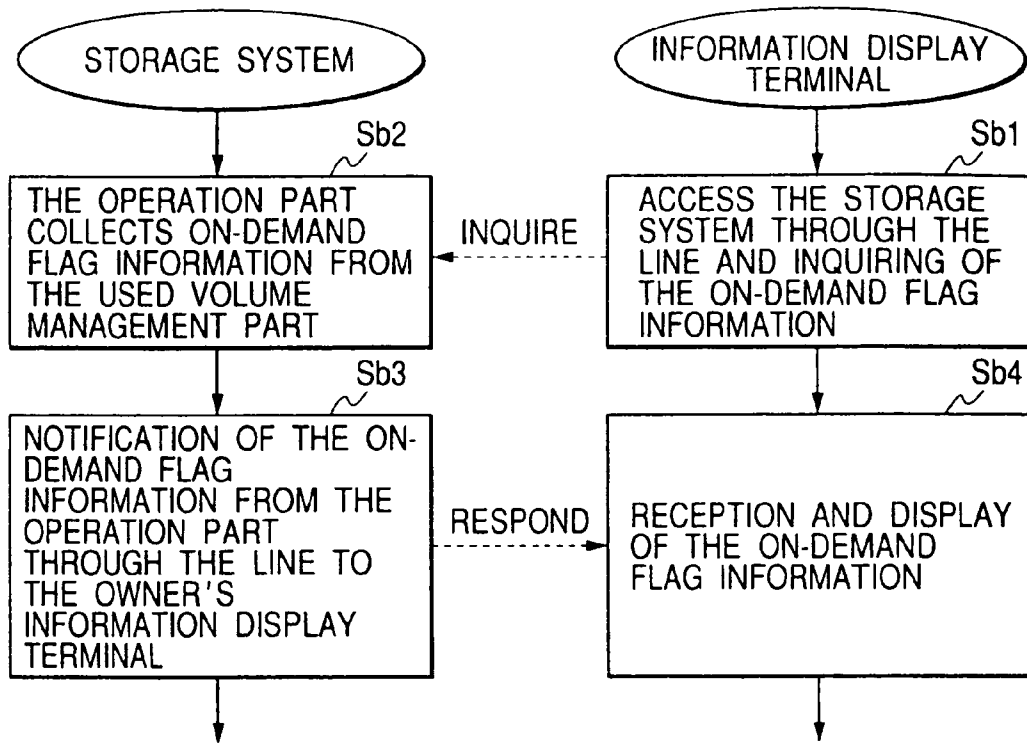 STORAGE SYSTEM
INFORMATION DISPLAY
TERMINAL
Sb2
THE OPERATION PART
COLLECTS ON-DEMAND
FLAG INFORMATION FROM
THE USED VOLUME
MANAGEMENT PART
INQUIRE
Sb1
ACCESS THE STORAGE
SYSTEM THROUGH THE
LINE AND INQUIRING OF
THE ON-DEMAND FLAG
INFORMATION
Sb3
NOTIFICATION OF THE ON-
DEMAND FLAG
INFORMATION FROM THE
OPERATION PART
THROUGH THE LINE TO
THE OWNER'S
INFORMATION DISPLAY
TERMINAL
RESPOND
Sb4
RECEPTION AND DISPLAY
OF THE ON-DEMAND
FLAG INFORMATION